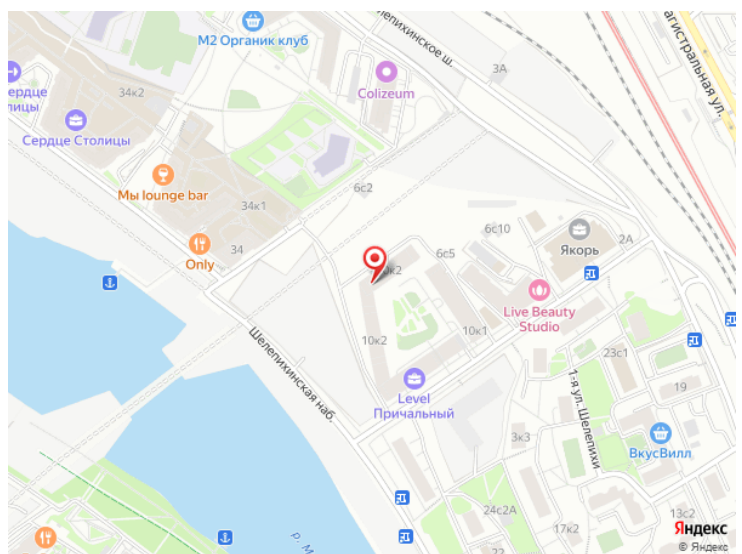 М2 Органик клуб
Шелепихинское ш.
3А
Colizeum
34к2
Сердце Столицы
Мы lounge bar
34к1
6с2
34
Only
6с10
6с5
Якорь
2А
10к2
Live Beauty
Studio
10к2
10к1
Шелепихинская наб.
Level
Причальный
23с1
19
1-я ул. Шелепихи
3к3
ВкусВилл
24с2А
17к2
13с2
22
Яндекс
© Яндекс